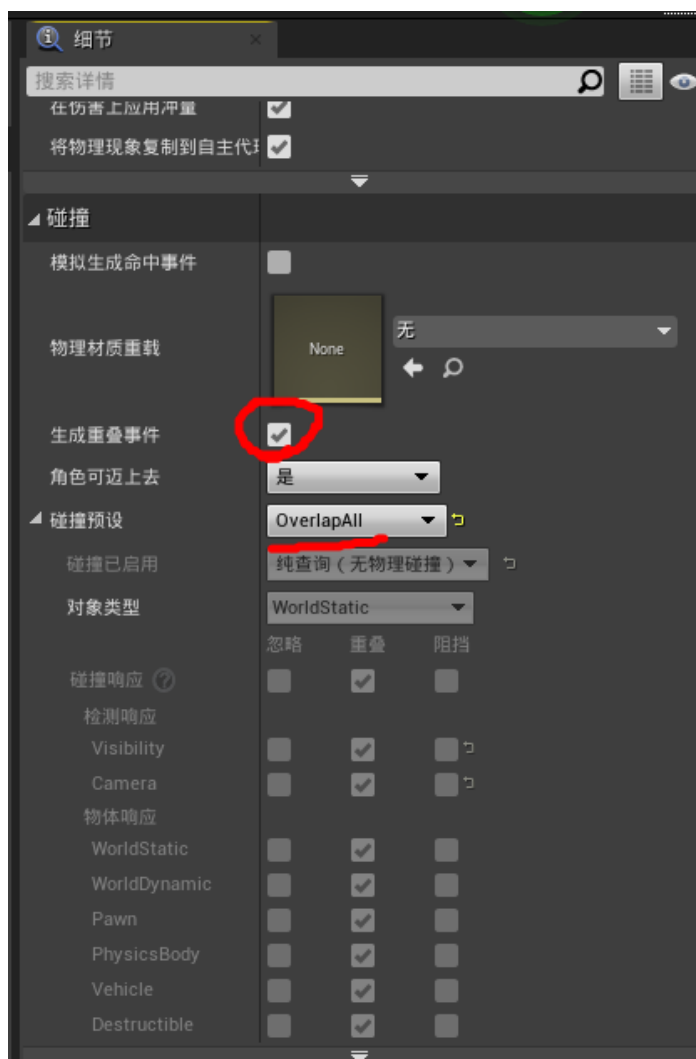 细节
搜索详情
在伤害上应用冲量
将物理现象复制到自主代理
碰撞
模拟生成命中事件
物理材质重载
None
无
生成重叠事件
角色可迈上去
是
碰撞预设
OverlapAll
碰撞已启用
纯查询（无物理碰撞）
对象类型
WorldStatic
忽略 重叠 阻挡
碰撞响应
检测响应
Visibility
Camera
物体响应
WorldStatic
WorldDynamic
Pawn
PhysicsBody
Vehicle
Destructible